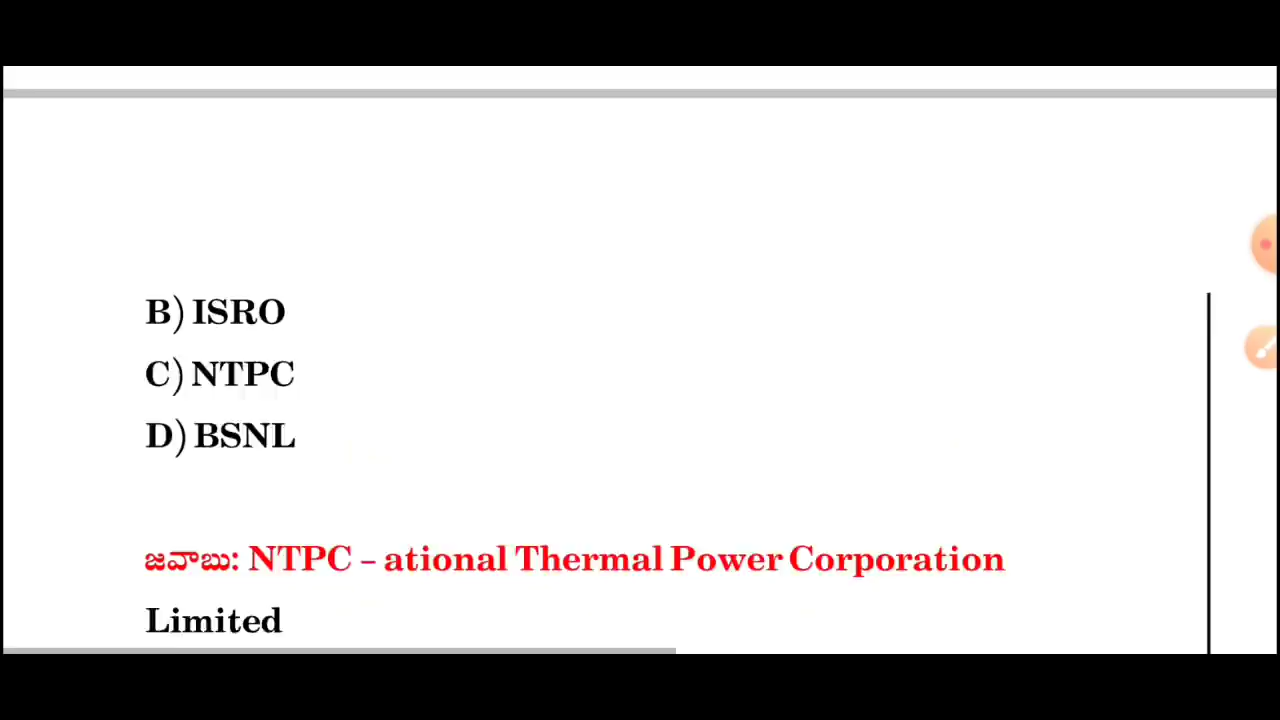 B) ISRO
C) NTPC
D) BSNL
జవాబు: NTPC – ational Thermal Power Corporation
Limited